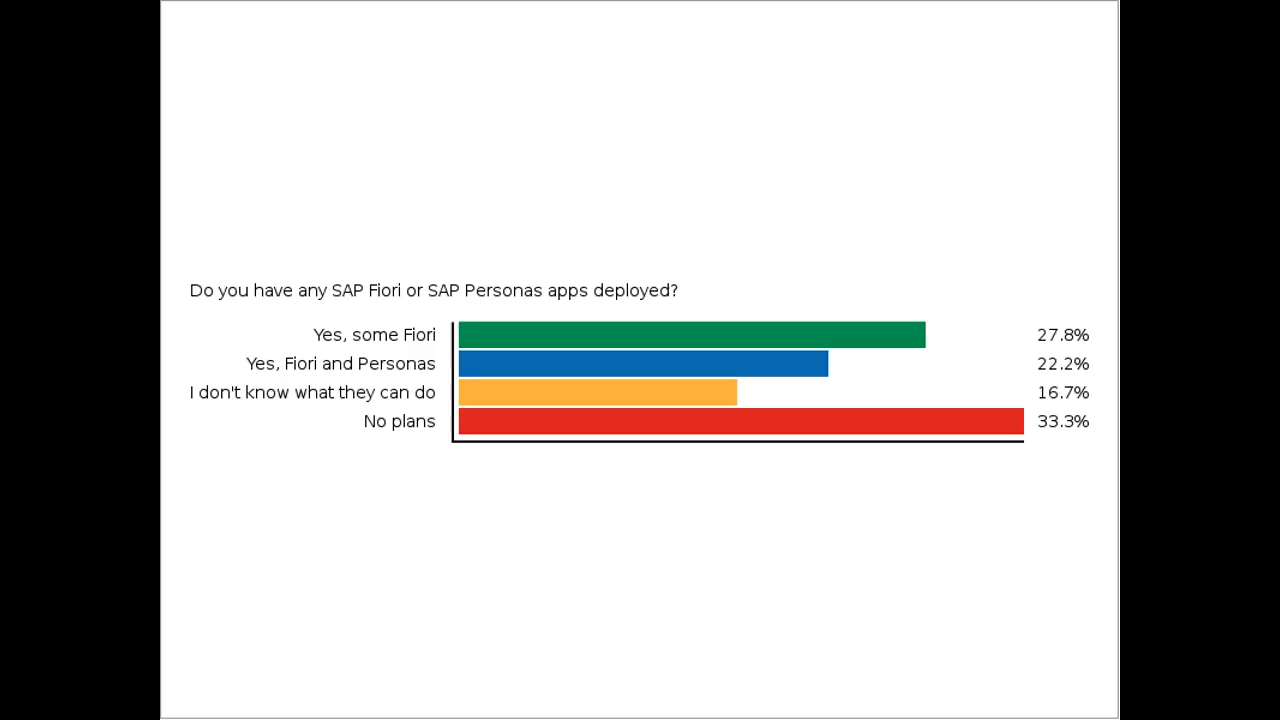 Do you have any SAP Fiori or SAP Personas apps deployed?
Yes, some Fiori 27.8%
Yes, Fiori and Personas 22.2%
I don't know what they can do 16.7%
No plans 33.3%